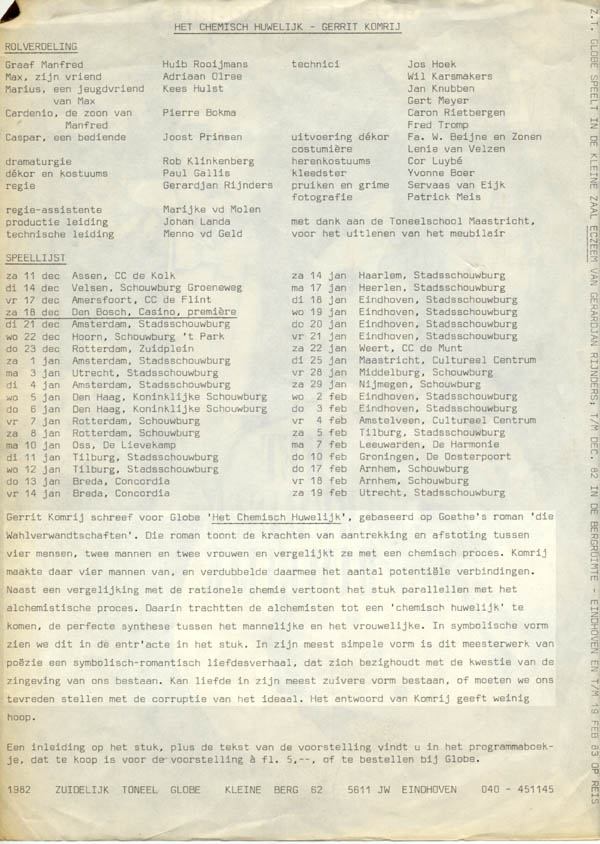 HET CHEMISCH HUWELIJK - GERRIT KOMRIJ
ROLVERDELING
Graaf Manfred Huib Rooijmans technici Jos Hoek
Max, zijn vriend Adriaan Olree Wil Karsmakers
Marius, een jeugdvriend Kees Hulst Jan Knubben
van Max Gert Meyer
Cardenio, de zoon van Pierre Bokma Caron Rietbergen
Manfred Fred Tromp
Caspar, een bediende Joost Prinsen uitvoering dékor Fa. W. Beijne en Zonen
costumière Lenie van Velzen
dramaturgie Rob Klinkenberg herenkostuums Cor Luybé
dékor en kostuums Paul Gallis kleedster Yvonne Boer
regie Gerardjan Rijnders pruiken en grime Servaas van Eijk
fotografie Patrick Meis
regie-assistente Marijke vd Molen
productie leiding Johan Landa met dank aan de Toneelschool Maastricht,
technische leiding Menno vd Geld voor het uitlenen van het meubilair
SPEELLIJST
za 11 dec Assen, CC de Kolk za 14 jan Haarlem, Stadsschouwburg
di 14 dec Velsen, Schouwburg Groeneweg ma 17 jan Heerlen, Stadsschouwburg
vr 17 dec Amersfoort, CC de Flint di 18 jan Eindhoven, Stadsschouwburg
za 18 dec Den Bosch, Casino, première wo 19 jan Eindhoven, Stadsschouwburg
di 21 dec Amsterdam, Stadsschouwburg do 20 jan Eindhoven, Stadsschouwburg
wo 22 dec Hoorn, Schouwburg 't Park vr 21 jan Eindhoven, Stadsschouwburg
do 23 dec Rotterdam, Zuidplein za 22 jan Weert, CC de Munt
za 1 jan Amsterdam, Stadsschouwburg di 25 jan Maastricht, Cultureel Centrum
ma 3 jan Utrecht, Stadsschouwburg vr 28 jan Middelburg, Schouwburg
di 4 jan Amsterdam, Stadsschouwburg za 29 jan Nijmegen, Schouwburg
wo 5 jan Den Haag, Koninklijke Schouwburg wo 2 feb Eindhoven, Stadsschouwburg
do 6 jan Den Haag, Koninklijke Schouwburg do 3 feb Eindhoven, Stadsschouwburg
vr 7 jan Rotterdam, Schouwburg vr 4 feb Amstelveen, Cultureel Centrum
za 8 jan Rotterdam, Schouwburg za 5 feb Tilburg, Stadsschouwburg
ma 10 jan Oss, De Lievekamp ma 7 feb Leeuwarden, De Harmonie
di 11 jan Tilburg, Stadsschouwburg do 10 feb Groningen, De Oosterpoort
wo 12 jan Tilburg, Stadsschouwburg do 17 feb Arnhem, Schouwburg
do 13 jan Breda, Concordia vr 18 feb Arnhem, Schouwburg
vr 14 jan Breda, Concordia za 19 feb Utrecht, Stadsschouwburg
Gerrit Komrij schreef voor Globe 'Het Chemisch Huwelijk', gebaseerd op Goethe's roman 'die
Wahlverwandtschaften'. Die roman toont de krachten van aantrekking en afstoting tussen
vier mensen, twee mannen en twee vrouwen en vergelijkt ze met een chemisch proces. Komrij
maakte daar vier mannen van, en verdubbelde daarmee het aantal potentiële verbindingen.
Naast een vergelijking met de rationele chemie vertoont het stuk parallellen met het
alchemistische proces. Daarin trachtten de alchemisten tot een 'chemisch huwelijk' te
komen, de perfecte synthese tussen het mannelijke en het vrouwelijke. In symbolische vorm
zien we dit in de entr'acte in het stuk. In zijn meest simpele vorm is dit meesterwerk van
poëzie een symbolisch-romantisch liefdesverhaal, dat zich bezighoudt met de kwestie van de
zingeving van ons bestaan. Kan liefde in zijn meest zuivere vorm bestaan, of moeten we ons
tevreden stellen met de corruptie van het ideaal. Het antwoord van Komrij geeft weinig
hoop.
Een inleiding op het stuk, plus de tekst van de voorstelling vindt u in het programmaboek-
je, dat te koop is voor de voorstelling à fl. 5,--, of te bestellen bij Globe.
1982 ZUIDELIJK TONEEL GLOBE KLEINE BERG 62 5611 JW EINDHOVEN 040 - 451145
Z.T. GLOBE SPEELT IN DE KLEINE ZAAL ECZEEM VAN GERARDJAN RIJNDERS; T/M DEC. 82 IN DE BERGRUIMTE - EINDHOVEN EN T/M 19 FEB 83 OP REIS